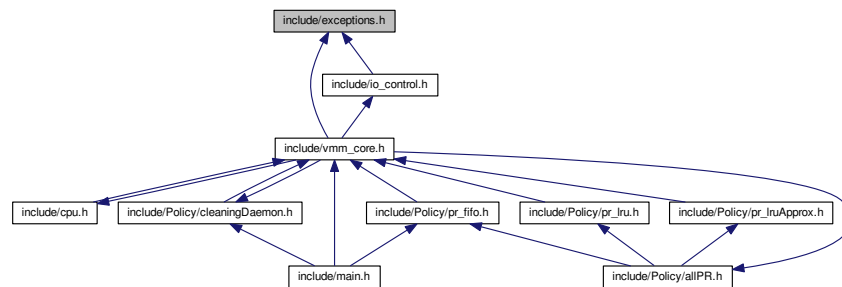 include/exceptions.h
include/io_control.h
include/vmm_core.h
include/cpu.h
include/Policy/cleaningDaemon.h
include/Policy/pr_fifo.h
include/Policy/pr_lru.h
include/Policy/pr_lruApprox.h
include/main.h
include/Policy/allPR.h